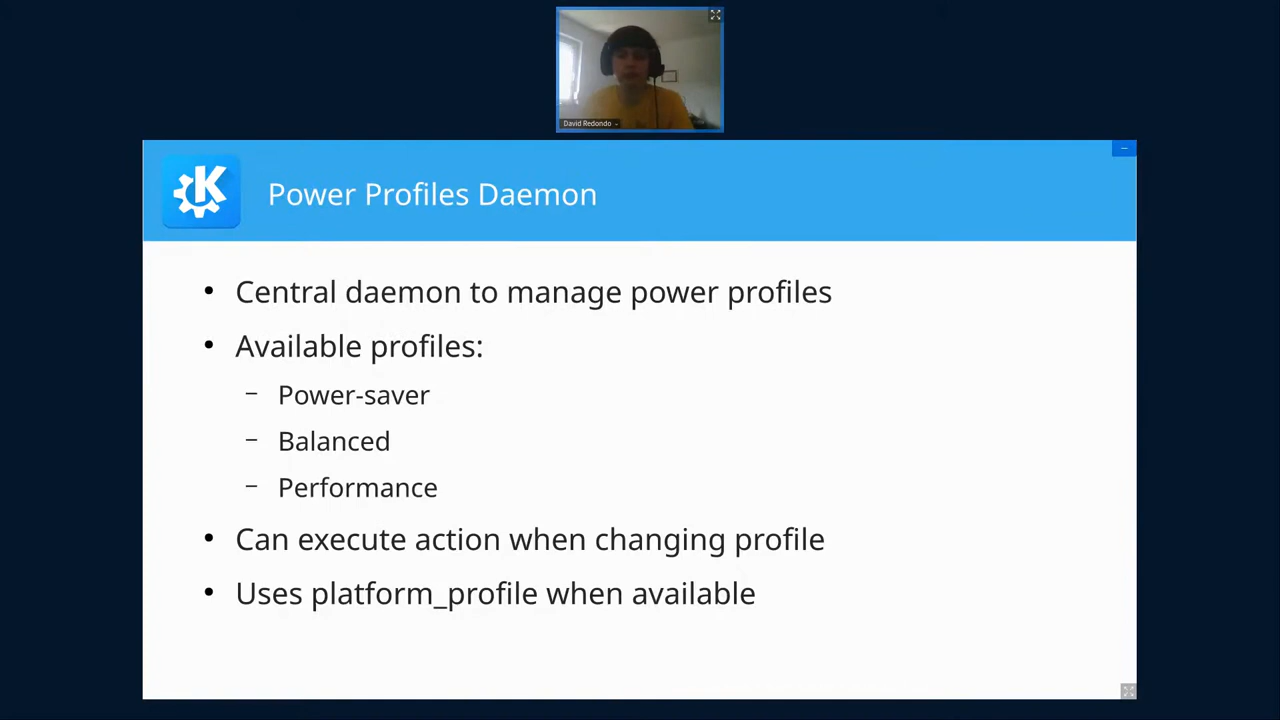 David Redondo
Power Profiles Daemon
• Central daemon to manage power profiles
• Available profiles:
– Power-saver
– Balanced
– Performance
• Can execute action when changing profile
• Uses platform_profile when available